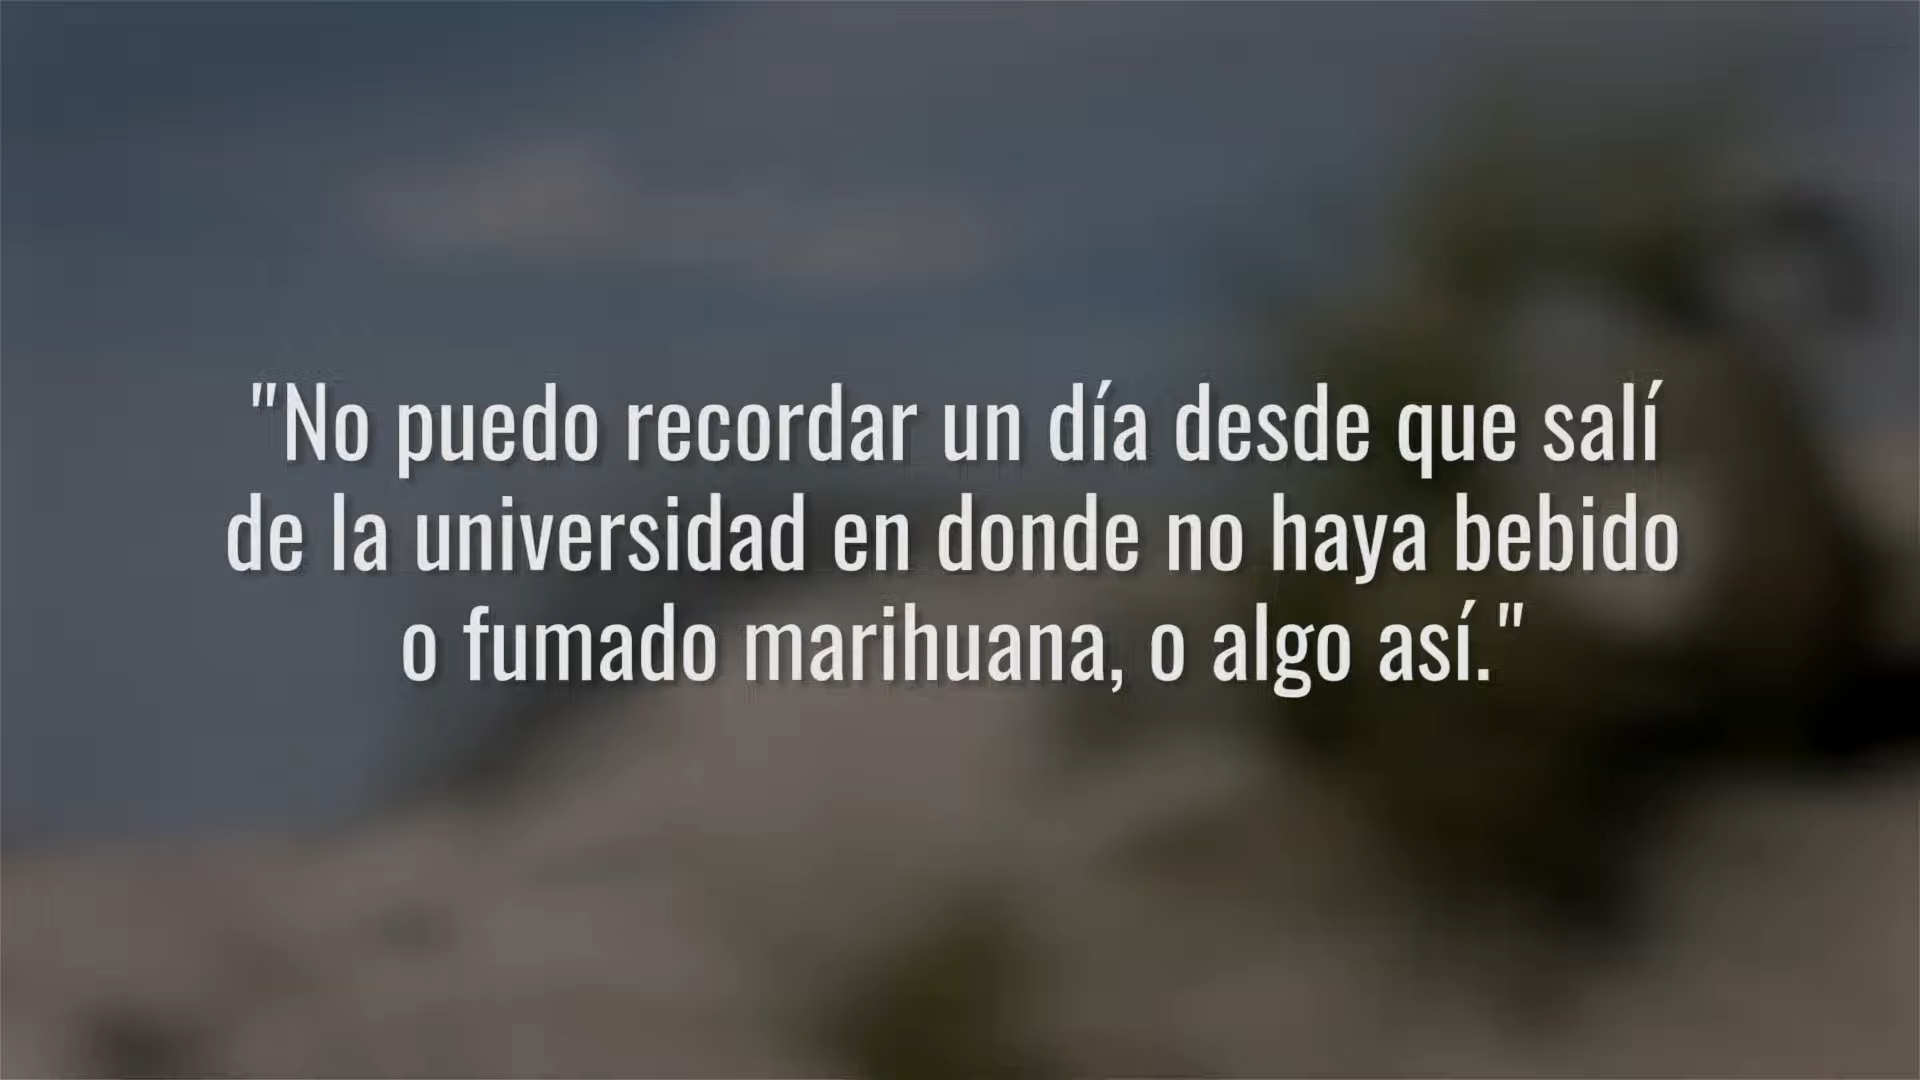 "No puedo recordar un día desde que salí
de la universidad en donde no haya bebido
o fumado marihuana, o algo así."